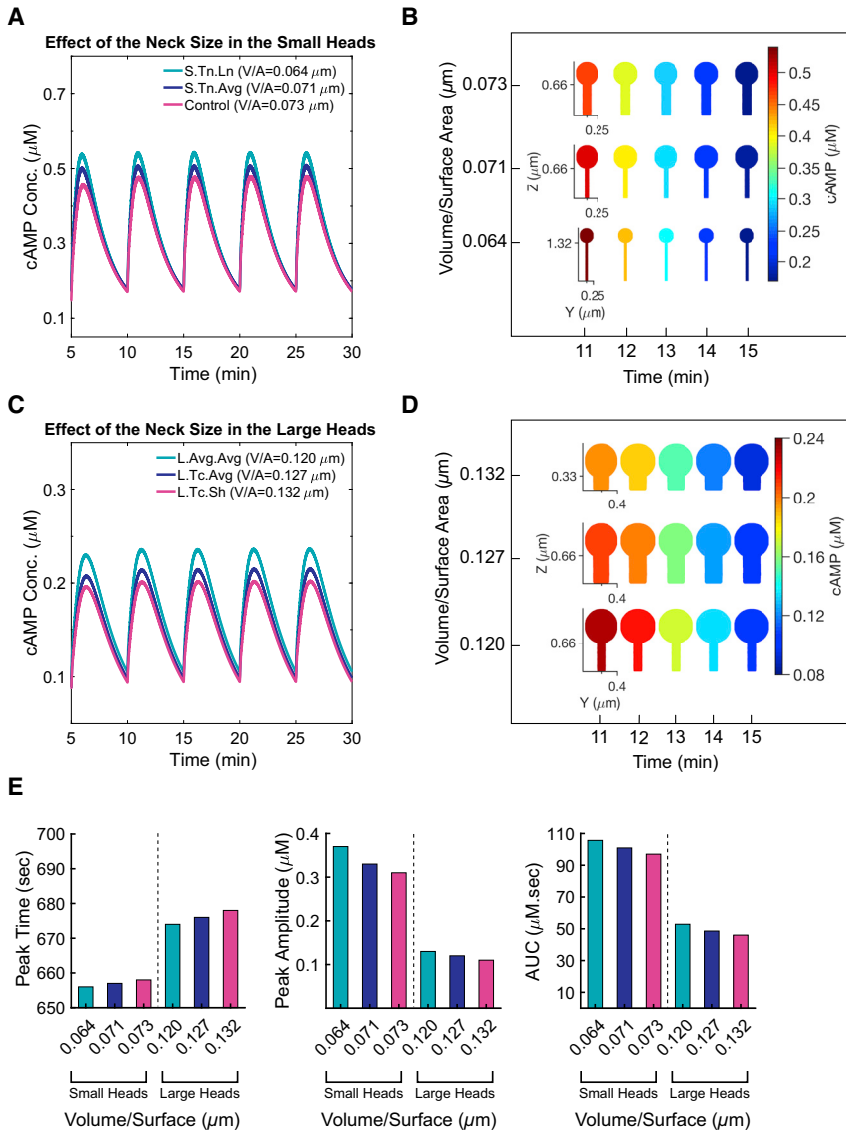 A
Effect of the Neck Size in the Small Heads
S.Tn.Ln (V/A=0.064 μm)
S.Tn.Avg (V/A=0.071 μm)
Control (V/A=0.073 μm)
cAMP Conc. (μM)
0.7
0.5
0.3
0.1
5 10 15 20 25 30
Time (min)
B
Volume/Surface Area (μm)
0.073
0.071
0.064
0.66
0.25
Z (μm)
0.66
0.25
1.32
0.25
Y (μm)
11 12 13 14 15
Time (min)
0.5
0.45
0.4
0.35
0.3
0.25
0.2
cAMP (μM)
C
Effect of the Neck Size in the Large Heads
L.Avg.Avg (V/A=0.120 μm)
L.Tc.Avg (V/A=0.127 μm)
L.Tc.Sh (V/A=0.132 μm)
cAMP Conc. (μM)
0.3
0.2
0.1
5 10 15 20 25 30
Time (min)
D
Volume/Surface Area (μm)
0.132
0.127
0.120
0.33
0.4
Z (μm)
0.66
0.4
0.66
0.4
Y (μm)
11 12 13 14 15
Time (min)
0.24
0.2
0.16
0.12
0.08
cAMP (μM)
E
Peak Time (sec)
700
690
680
670
660
650
0.064 0.071 0.073 0.120 0.127 0.132
Small Heads Large Heads
Volume/Surface (μm)
Peak Amplitude (μM)
0.4
0.3
0.2
0.1
0.064 0.071 0.073 0.120 0.127 0.132
Small Heads Large Heads
Volume/Surface (μm)
AUC (μM.sec)
110
90
70
50
30
10
0.064 0.071 0.073 0.120 0.127 0.132
Small Heads Large Heads
Volume/Surface (μm)